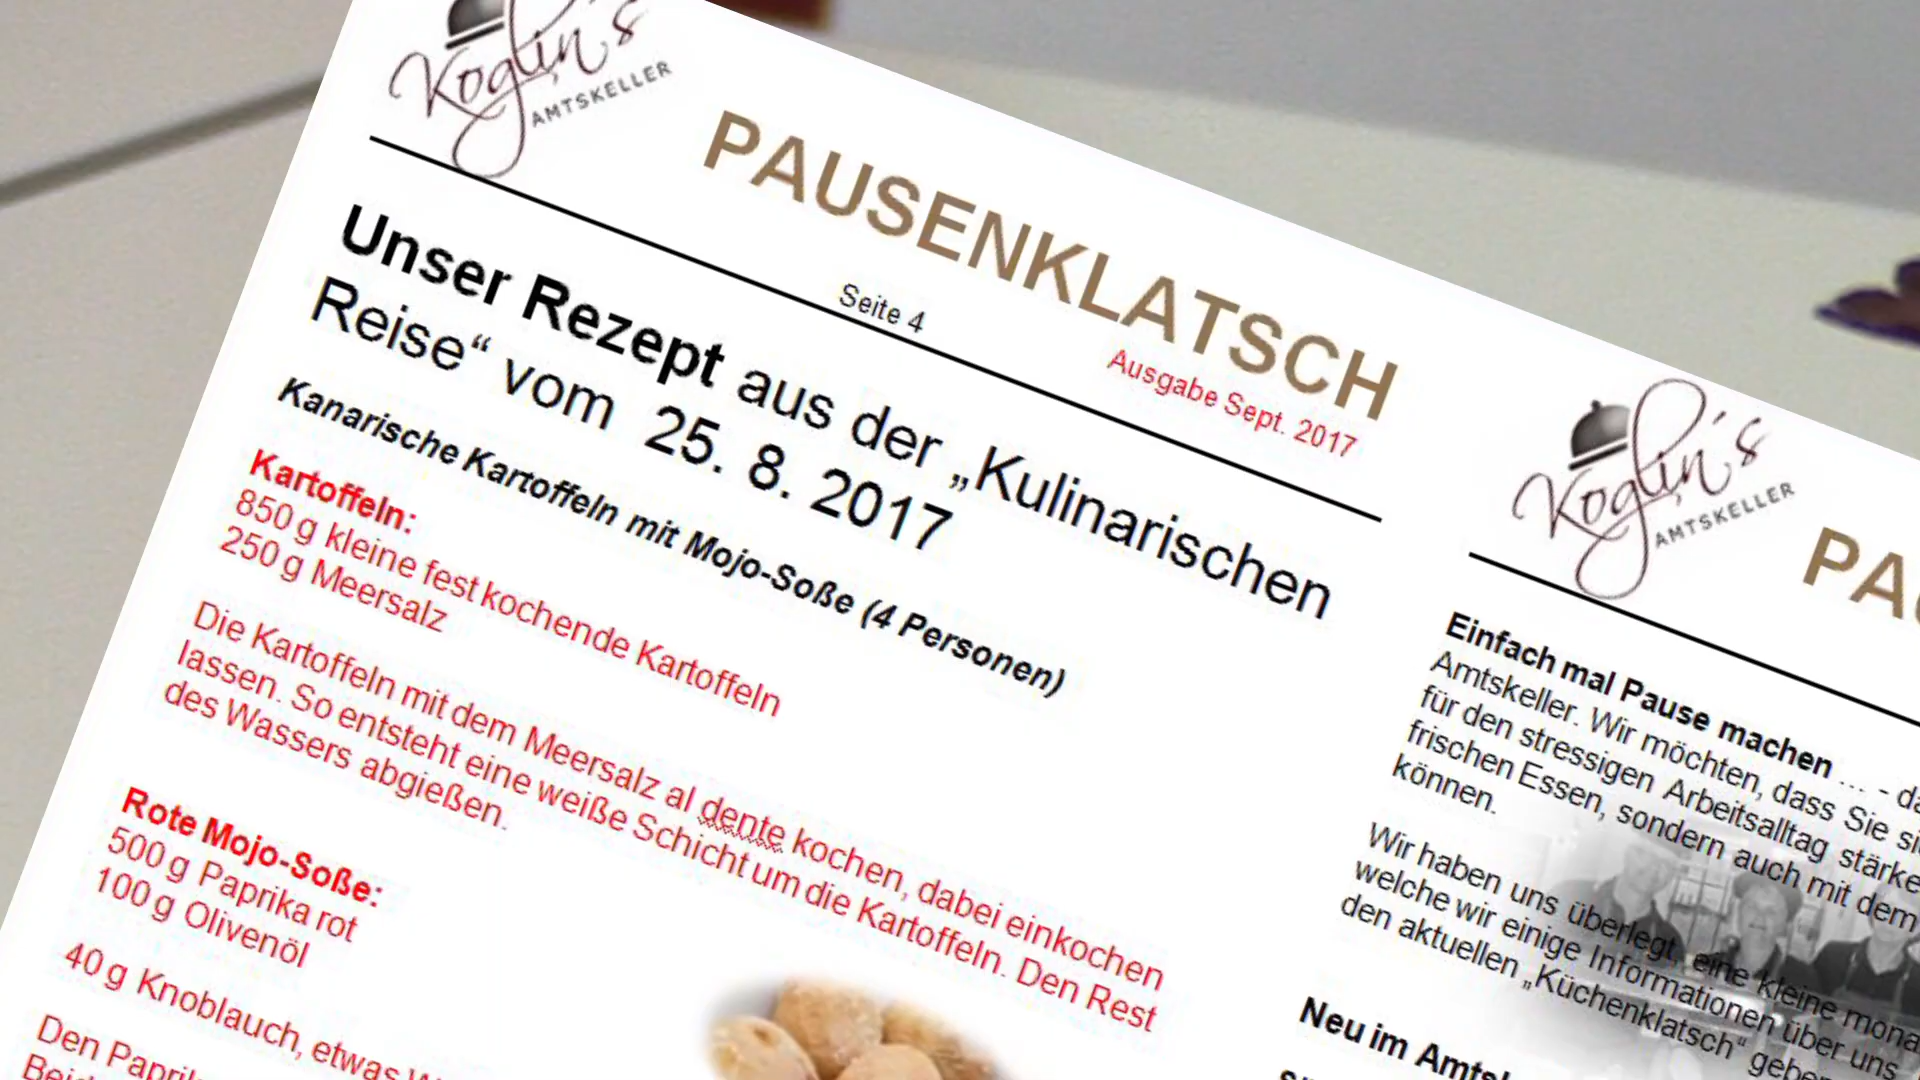 Koglin's
AMTSKELLER
PAUSENKLATSCH
Seite 4
Ausgabe Sept. 2017
Unser Rezept aus der „Kulinarischen
Reise“ vom 25. 8. 2017
Kanarische Kartoffeln mit Mojo-Soße (4 Personen)
Kartoffeln:
850 g kleine fest kochende Kartoffeln
250 g Meersalz
Die Kartoffeln mit dem Meersalz al dente kochen, dabei einkochen
lassen. So entsteht eine weiße Schicht um die Kartoffeln. Den Rest
des Wassers abgießen.
Rote Mojo-Soße:
500 g Paprika rot
100 g Olivenöl
40 g Knoblauch, etwas
Den
Koglin's
AMTSKELLER
Einfach mal Pause machen ... -
Amtskeller. Wir möchten, dass Sie
für den stressigen Arbeitsalltag
frischen Essen, sondern auch mit dem
können.
Wir haben uns überlegt, eine kleine
welche wir einige Informationen über uns
den aktuellen „Küchenklatsch“
Neu im